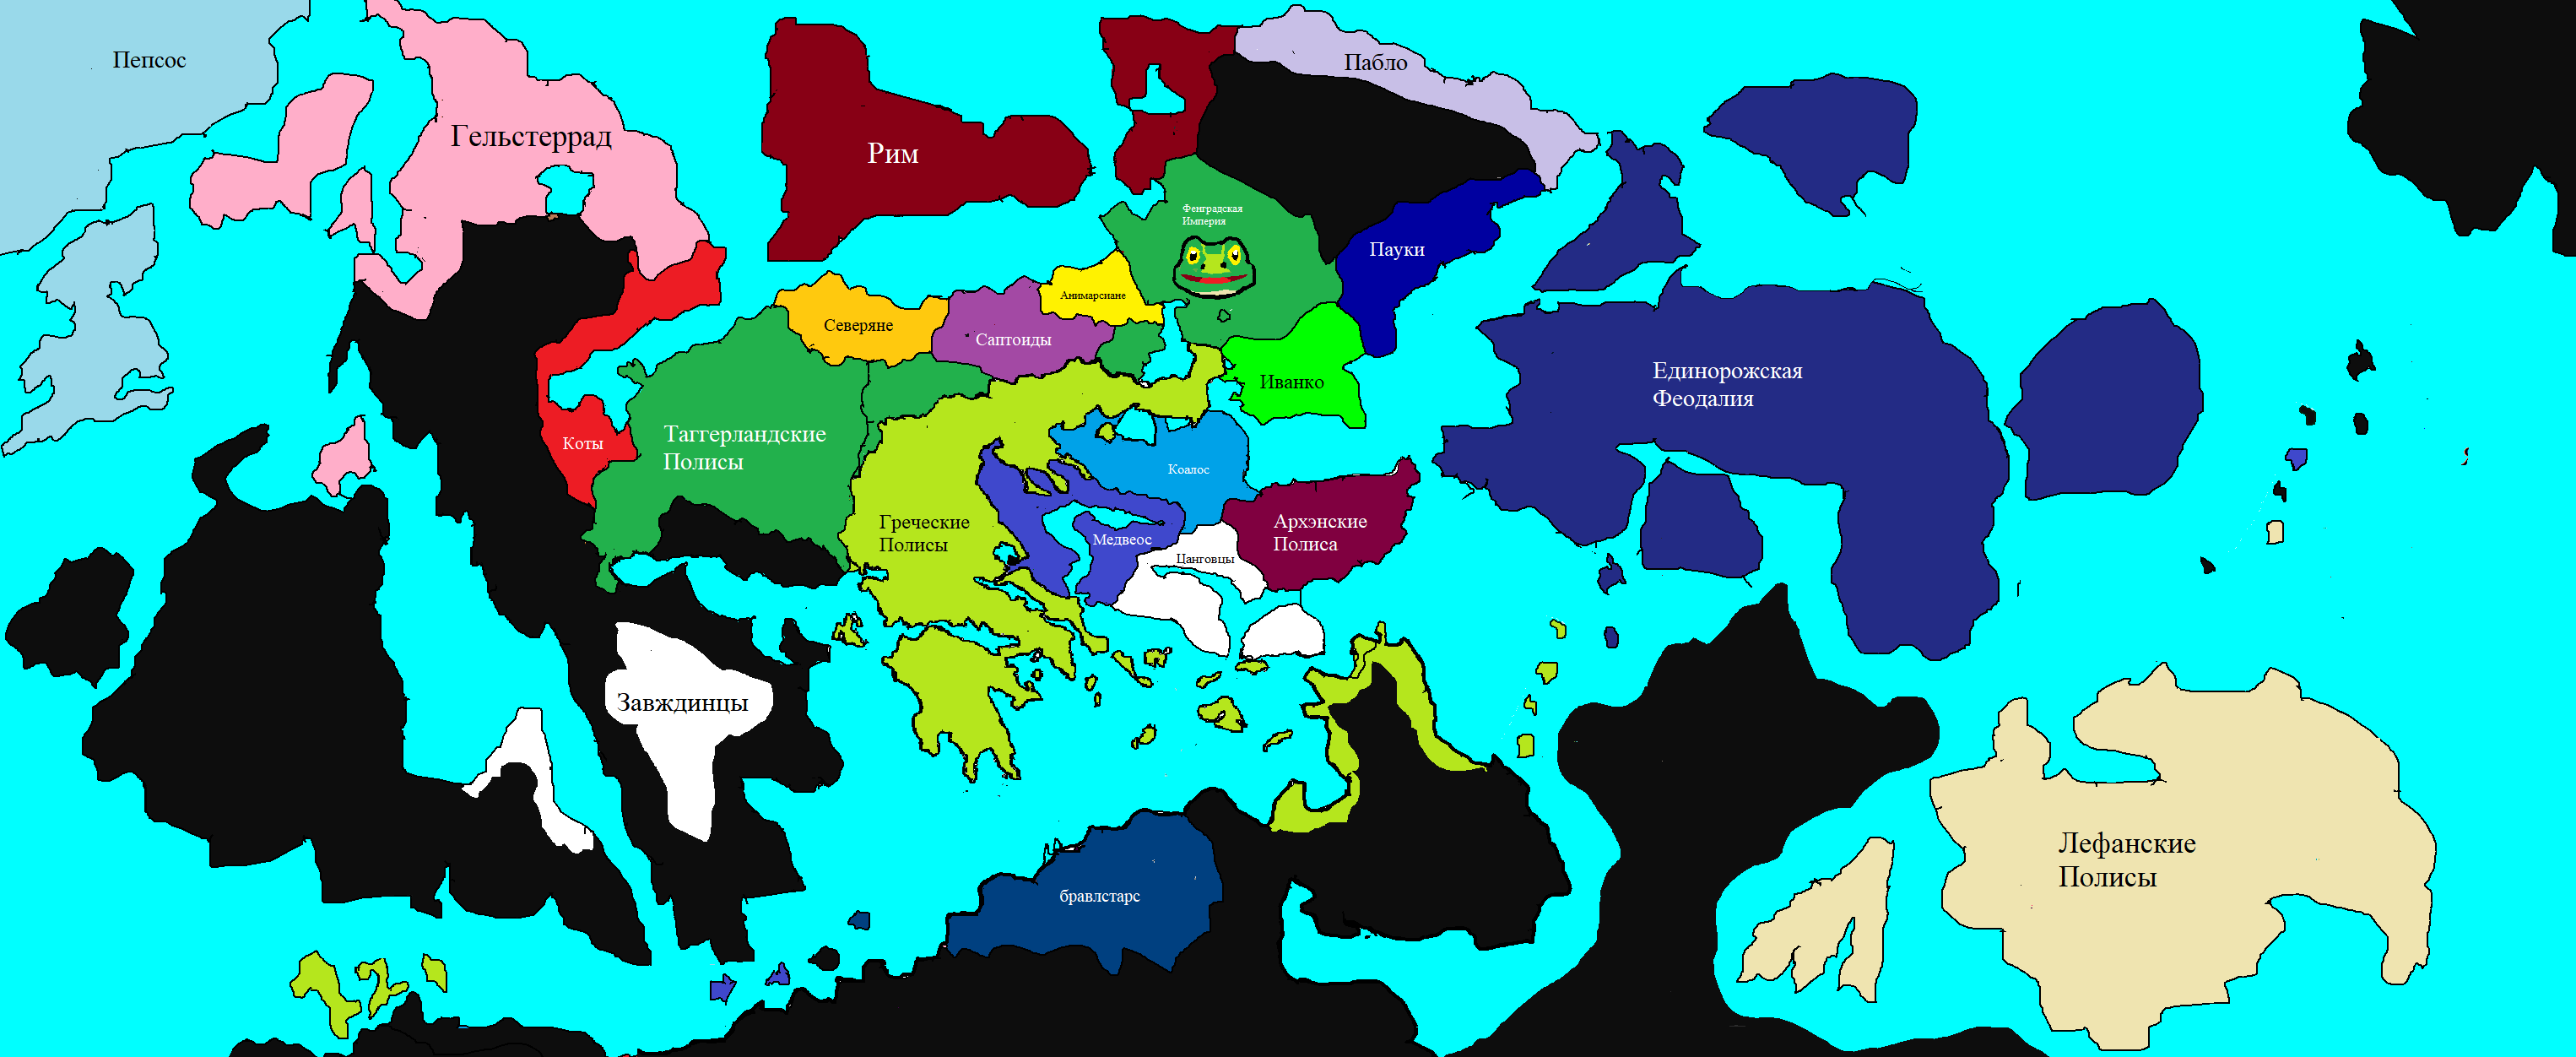 Пепсос
Пабло
Гельстеррад
Рим
Фенградская
Империя
Пауки
Анимарсиане
Северяне
Саптоиды
Иванко
Единорожская
Феодалия
Коты
Таггерландские
Полисы
Коалос
Греческие
Полисы
Медвеос
Архэнские
Полиса
Цанговцы
Завждинцы
Лефанские
Полисы
бравлстарс